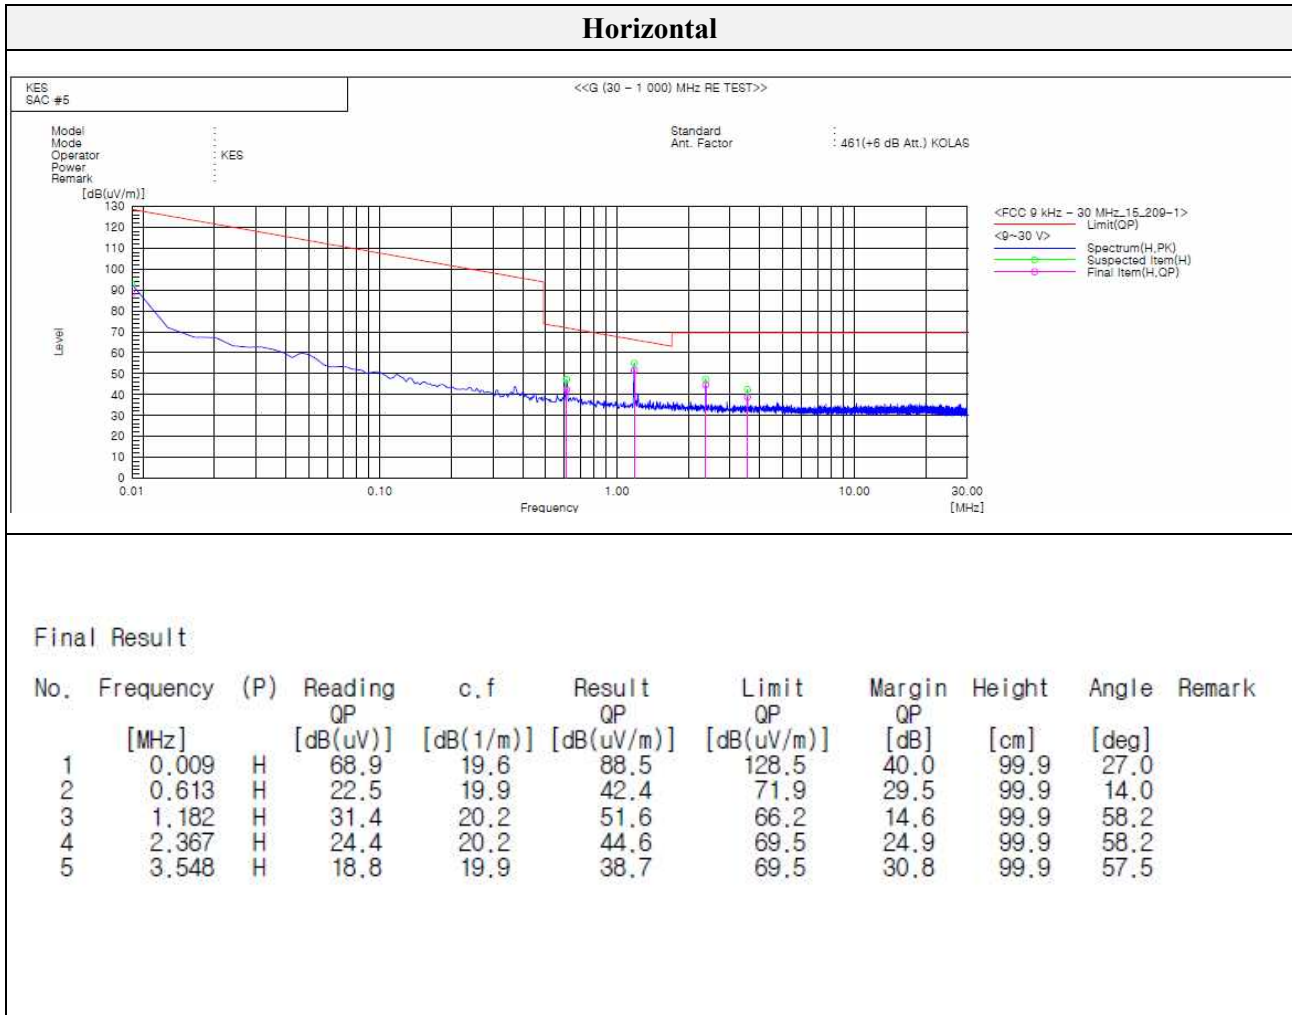 Horizontal
KES
SAC #5
<<G (30 - 1 000) MHz RE TEST>>
Model :
Mode :
Operator : KES
Power :
Remark :
Standard :
Ant. Factor : 461(+6 dB Att.) KOLAS
[dB(uV/m)]
130
120
110
100
90
80
70
60
50
40
30
20
10
0
Level
0.01 0.10 1.00 10.00 30.00
Frequency [MHz]
<FCC 9 kHz - 30 MHz_15_209-1>
Limit(QP)
<9~30 V>
Spectrum(H,PK)
Suspected Item(H)
Final Item(H,QP)
Final Result
No. Frequency (P) Reading c.f Result Limit Margin Height Angle Remark
QP QP QP QP
[MHz] [dB(uV)] [dB(1/m)] [dB(uV/m)] [dB(uV/m)] [dB] [cm] [deg]
1 0.009 H 68.9 19.6 88.5 128.5 40.0 99.9 27.0
2 0.613 H 22.5 19.9 42.4 71.9 29.5 99.9 14.0
3 1.182 H 31.4 20.2 51.6 66.2 14.6 99.9 58.2
4 2.367 H 24.4 20.2 44.6 69.5 24.9 99.9 58.2
5 3.548 H 18.8 19.9 38.7 69.5 30.8 99.9 57.5